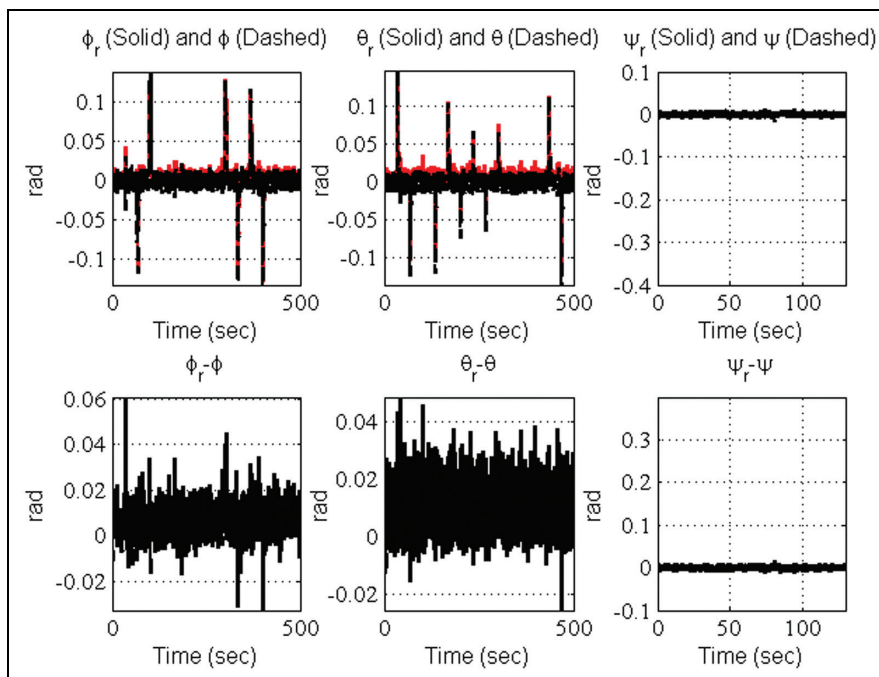 ϕr (Solid) and ϕ (Dashed)
θr (Solid) and θ (Dashed)
ψr (Solid) and ψ (Dashed)
rad
0.1
0.05
0
-0.05
-0.1
0
500
Time (sec)
rad
0.1
0.05
0
-0.05
-0.1
0
500
Time (sec)
rad
0.1
0
-0.1
-0.2
-0.3
-0.4
0
50
100
Time (sec)
ϕr-ϕ
θr-θ
ψr-ψ
rad
0.06
0.04
0.02
0
-0.02
0
500
Time (sec)
rad
0.04
0.02
0
-0.02
0
500
Time (sec)
rad
0.3
0.2
0.1
0
-0.1
0
50
100
Time (sec)